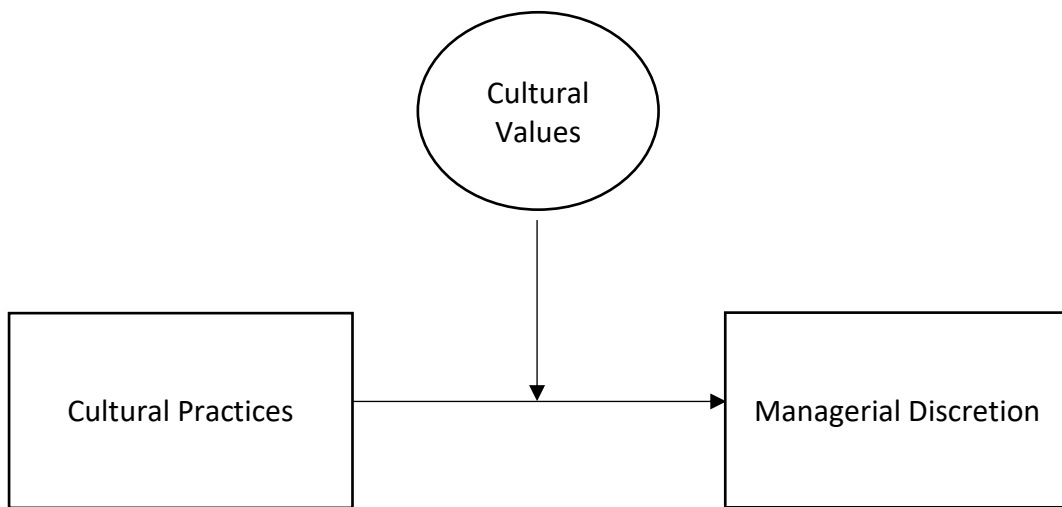 Cultural
Values
Cultural Practices
Managerial Discretion